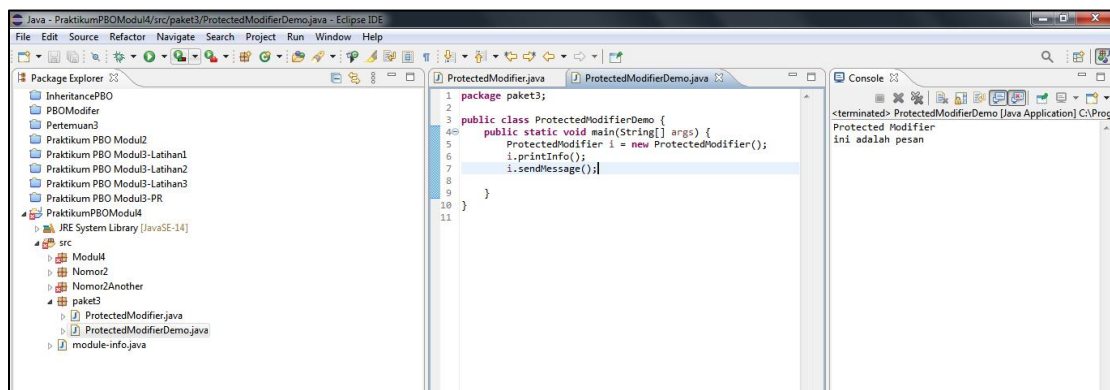 Java - PraktikumPBOModul4/src/paket3/ProtectedModifierDemo.java - Eclipse IDE
File Edit Source Refactor Navigate Search Project Run Window Help
Package Explorer
InheritancePBO
PBOModifer
Pertemuan3
Praktikum PBO Modul2
Praktikum PBO Modul3-Latihan1
Praktikum PBO Modul3-Latihan2
Praktikum PBO Modul3-Latihan3
Praktikum PBO Modul3-PR
PraktikumPBOModul4
JRE System Library [JavaSE-14]
src
Modul4
Nomor2
Nomor2Another
paket3
ProtectedModifier.java
ProtectedModifierDemo.java
module-info.java
ProtectedModifier.java ProtectedModifierDemo.java
1 package paket3;
2
3 public class ProtectedModifierDemo {
4 public static void main(String[] args) {
5 ProtectedModifier i = new ProtectedModifier();
6 i.printInfo();
7 i.sendMessage();
8
9 }
10 }
11
Console
<terminated> ProtectedModifierDemo [Java Application] C:\Prog
Protected Modifier
ini adalah pesan